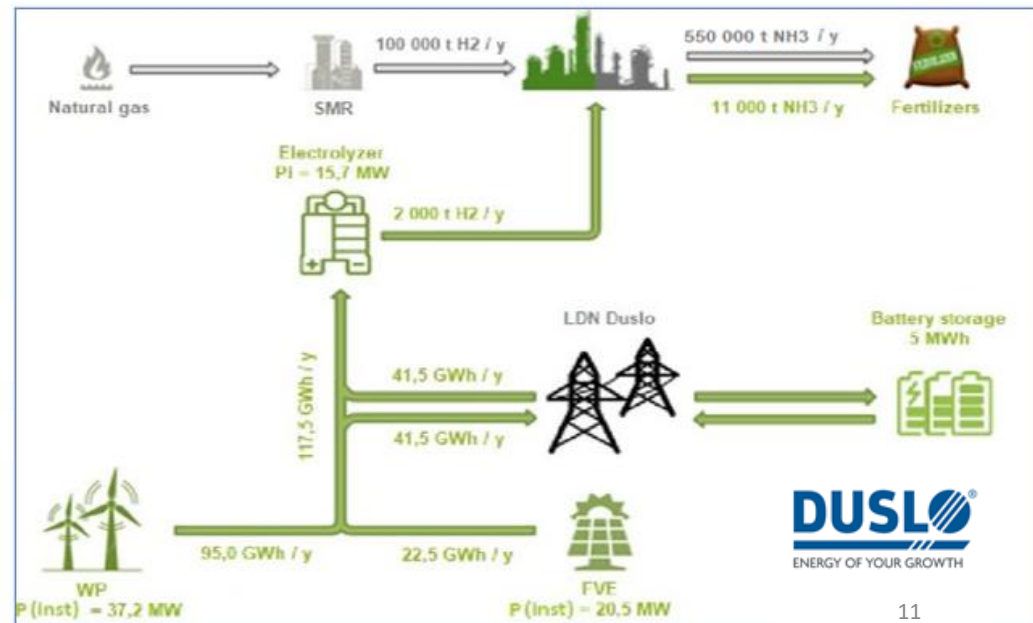 100 000 t H2 / y
550 000 t NH3 / y
FERTILIZER
Natural gas
SMR
11 000 t NH3 / y
Fertilizers
Electrolyzer
PI = 15,7 MW
2 000 t H2 / y
LDN Duslo
Battery storage
5 MWh
117,5 GWh / y
41,5 GWh / y
41,5 GWh / y
95,0 GWh / y
22,5 GWh / y
WP
P (Inst) = 37,2 MW
FVE
P (Inst) = 20,5 MW
DUSLO®
ENERGY OF YOUR GROWTH
11